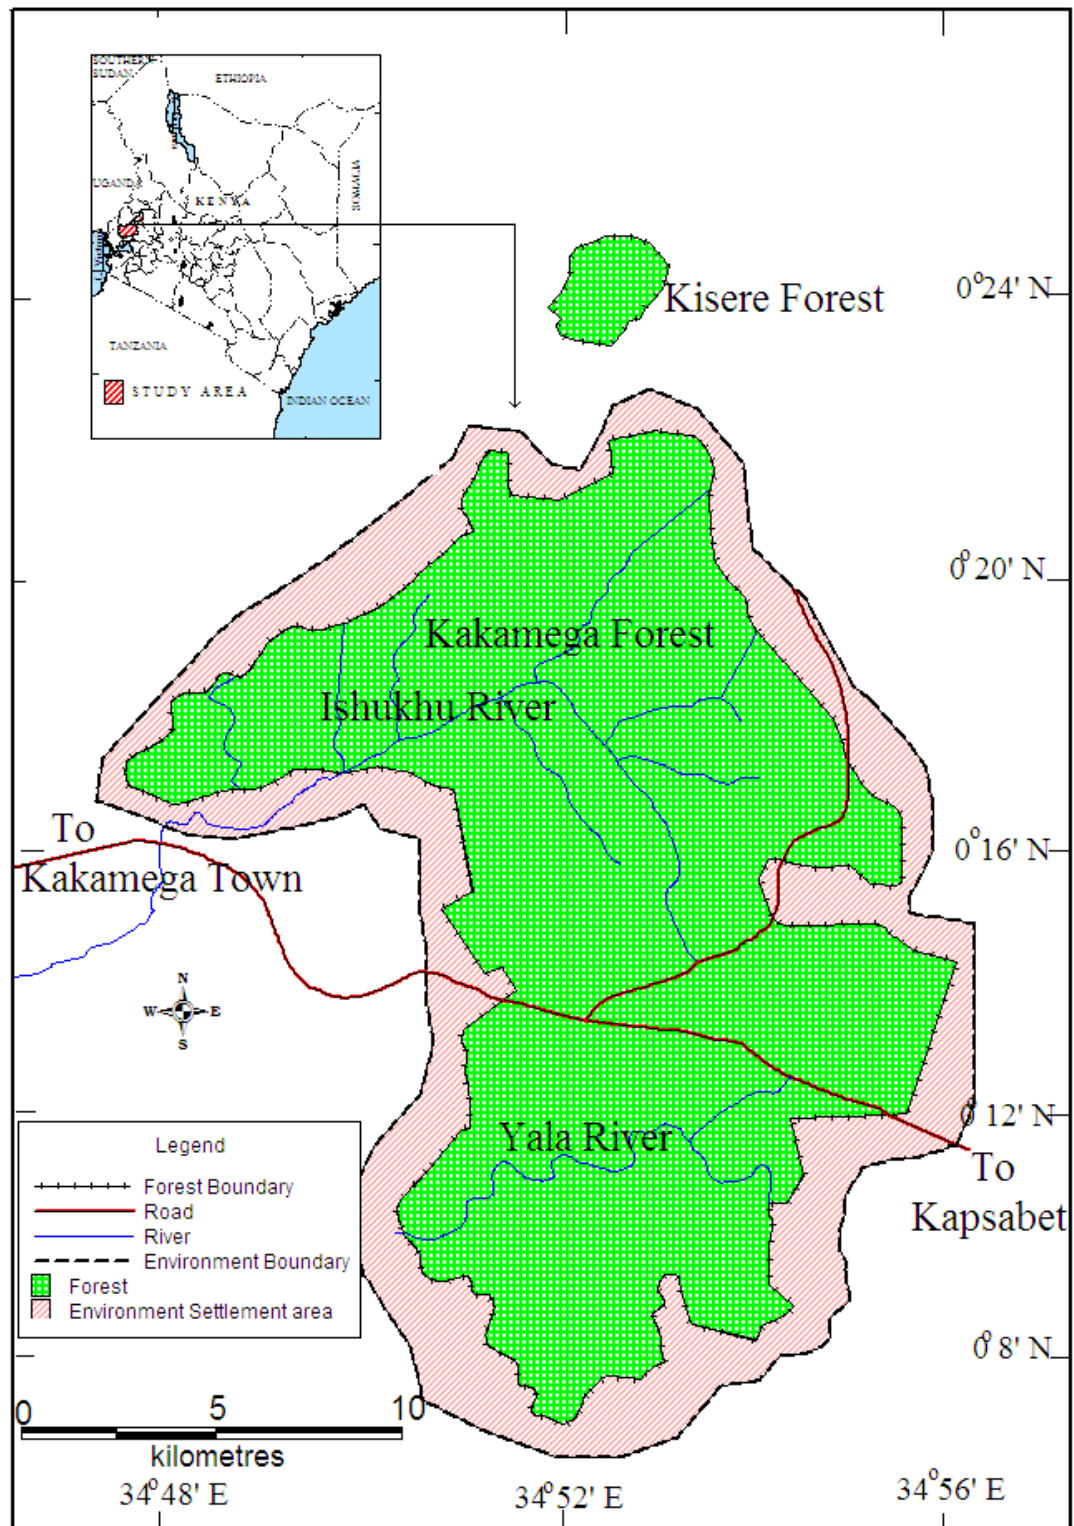 SOUTHERN
SUDAN
ETHIOPIA
UGANDA
KENYA
SOMALIA
TANZANIA
STUDY AREA
INDIAN OCEAN
Kisere Forest
0°24' N
0°20' N
Kakamega Forest
Ishukhu River
To
Kakamega Town
0°16' N
N
W E
S
0°12' N
Yala River
To
Kapsabet
Legend
Forest Boundary
Road
River
Environment Boundary
Forest
Environment Settlement area
0°8' N
0 5 10
kilometres
34°48' E
34°52' E
34°56' E